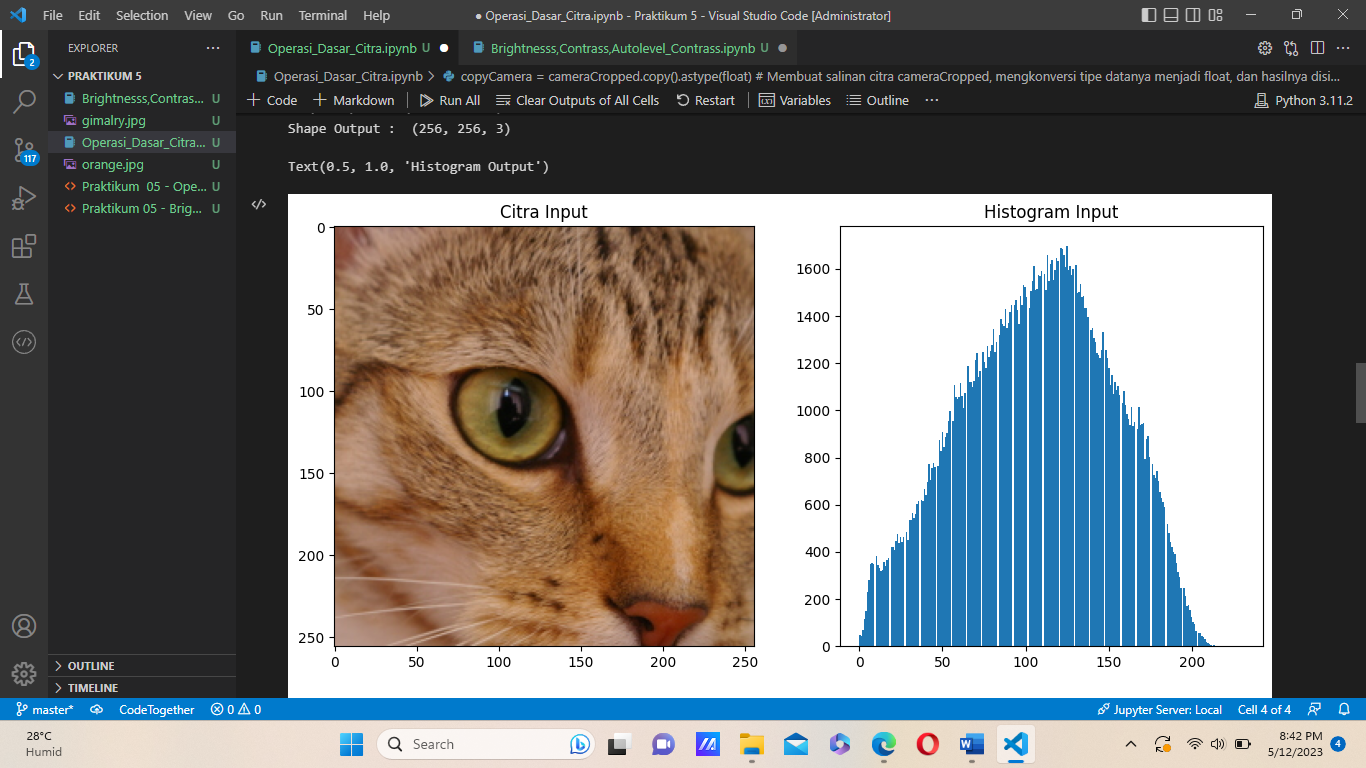 File Edit Selection View Go Run Terminal Help
● Operasi_Dasar_Citra.ipynb - Praktikum 5 - Visual Studio Code [Administrator]
EXPLORER
PRAKTIKUM 5
Brightnesss,Contras... U
gimalry.jpg U
Operasi_Dasar_Citra... U
orange.jpg U
Praktikum 05 - Ope... U
Praktikum 05 - Brig... U
OUTLINE
TIMELINE
2
117
Operasi_Dasar_Citra.ipynb U
Brightnesss,Contrass,Autolevel_Contrass.ipynb U
Operasi_Dasar_Citra.ipynb > copyCamera = cameraCropped.copy().astype(float) # Membuat salinan citra cameraCropped, mengkonversi tipe datanya menjadi float, dan hasilnya disi...
Code Markdown Run All Clear Outputs of All Cells Restart Variables Outline ... Python 3.11.2
Shape Output : (256, 256, 3)
Text(0.5, 1.0, 'Histogram Output')
Citra Input
0
50
100
150
200
250
0 50 100 150 200 250
Histogram Input
1600
1400
1200
1000
800
600
400
200
0
0 50 100 150 200
master* CodeTogether 0 0 Jupyter Server: Local Cell 4 of 4
28°C
Humid
Search
8:42 PM
5/12/2023
4